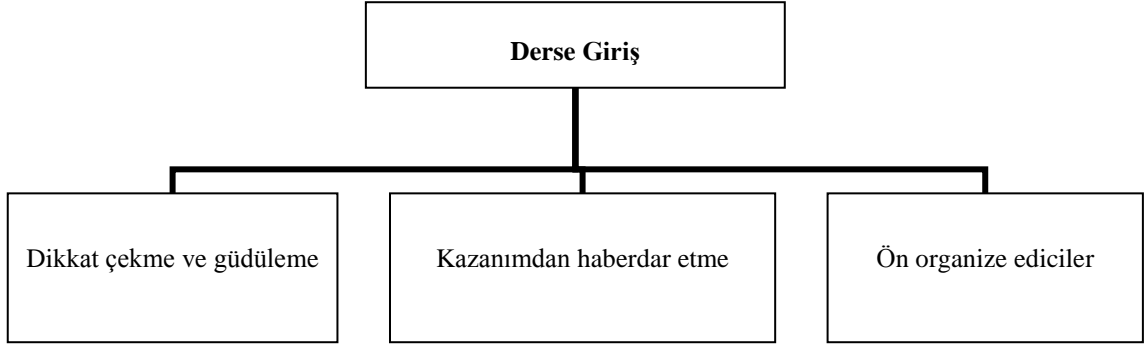 Derse Giriş
Dikkat çekme ve güdüleme
Kazanımdan haberdar etme
Ön organize ediciler